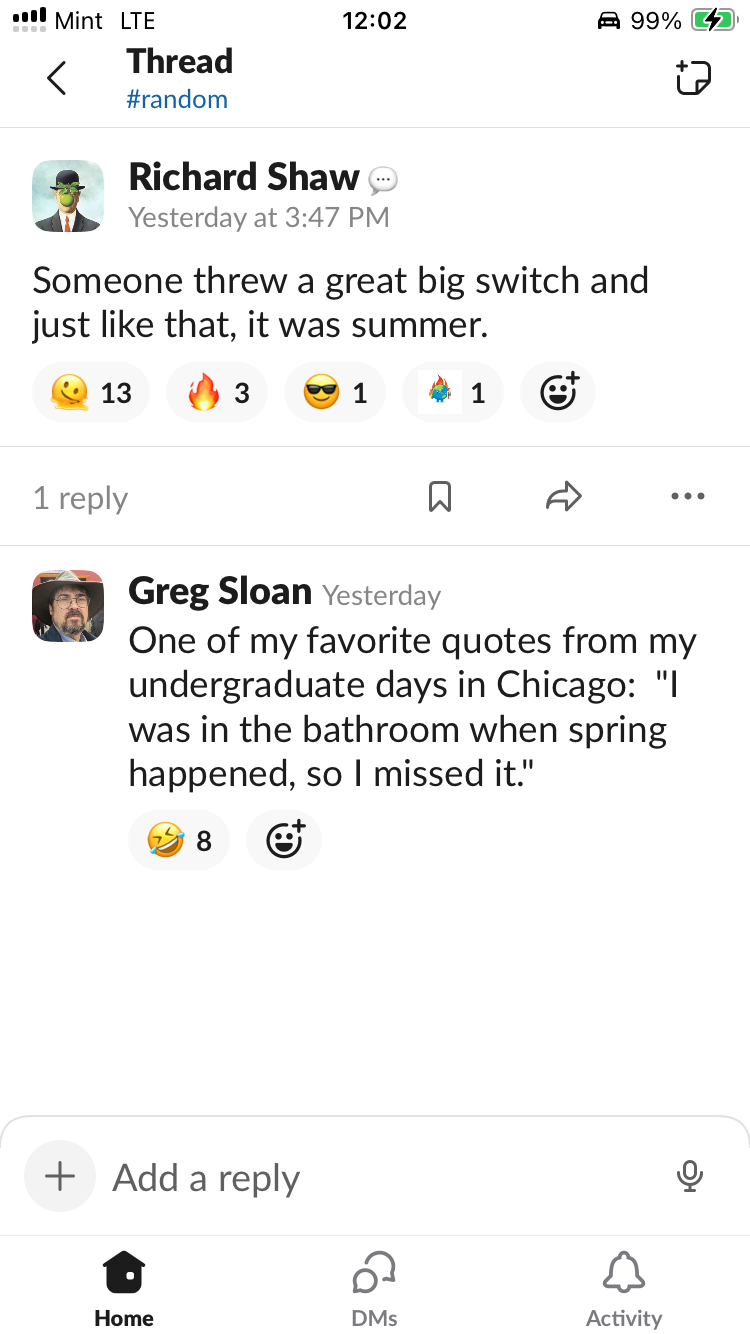 Mint LTE 12:02 99%
Thread
#random
Richard Shaw
Yesterday at 3:47 PM
Someone threw a great big switch and
just like that, it was summer.
13 3 1 1
1 reply
Greg Sloan Yesterday
One of my favorite quotes from my
undergraduate days in Chicago:  "I
was in the bathroom when spring
happened, so I missed it."
8
Add a reply
Home DMs Activity